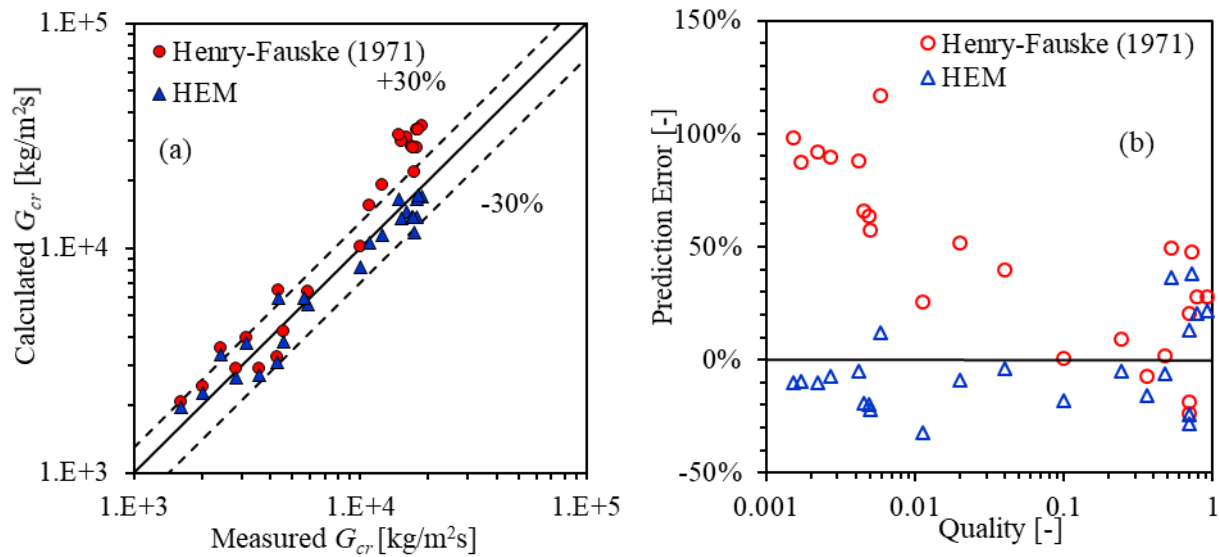 1.E+5
1.E+4
1.E+3
Calculated G_cr [kg/m²s]
Henry-Fauske (1971)
HEM
+30%
(a)
-30%
1.E+3
1.E+4
1.E+5
Measured G_cr [kg/m²s]
150%
100%
50%
0%
-50%
Prediction Error [-]
Henry-Fauske (1971)
HEM
(b)
0.001
0.01
0.1
1
Quality [-]